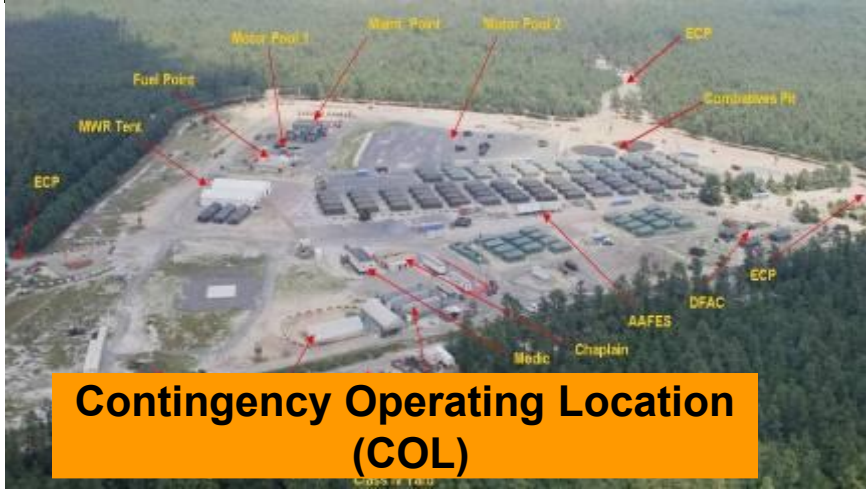 Motor Pool 1
Maint. Point
Motor Pool 2
ECP
Fuel Point
Combatives Pit
MWR Tent
ECP
ECP
DFAC
AAFES
Chaplain
Medic
Contingency Operating Location
(COL)